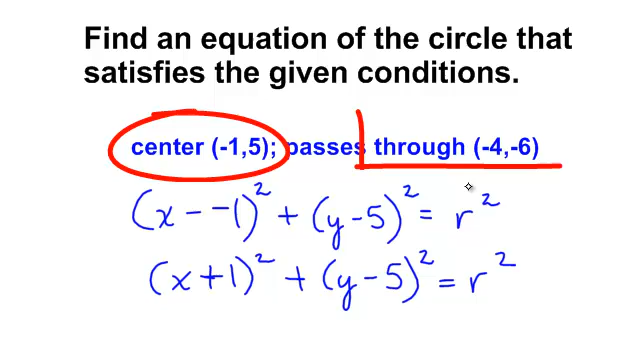 Find an equation of the circle that
satisfies the given conditions.
center (-1,5); passes through (-4,-6)
(x - -1)² + (y - 5)² = r²
(x + 1)² + (y - 5)² = r²